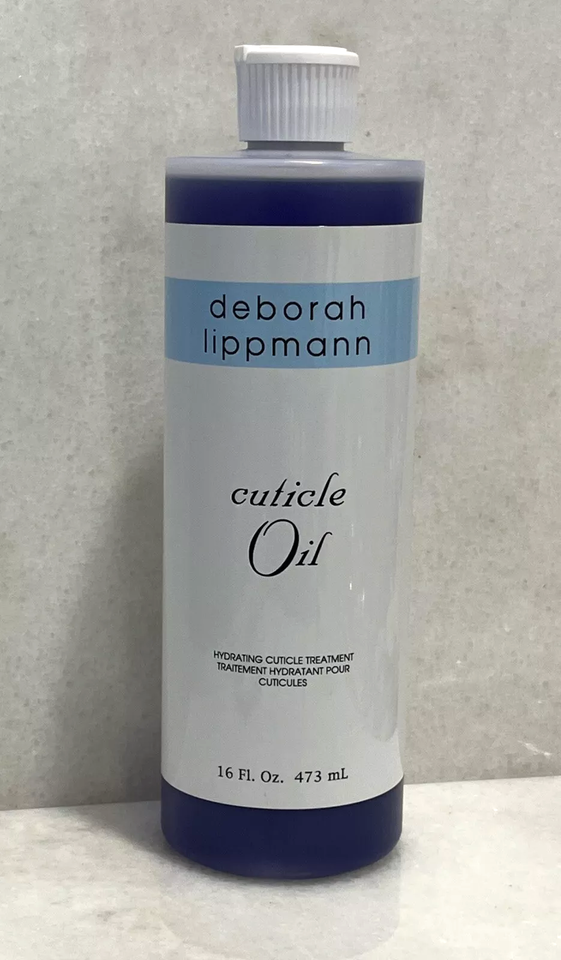 deborah
lippmann
cuticle
Oil
HYDRATING CUTICLE TREATMENT
TRAITEMENT HYDRATANT POUR
CUTICULES
16 Fl. Oz. 473 mL